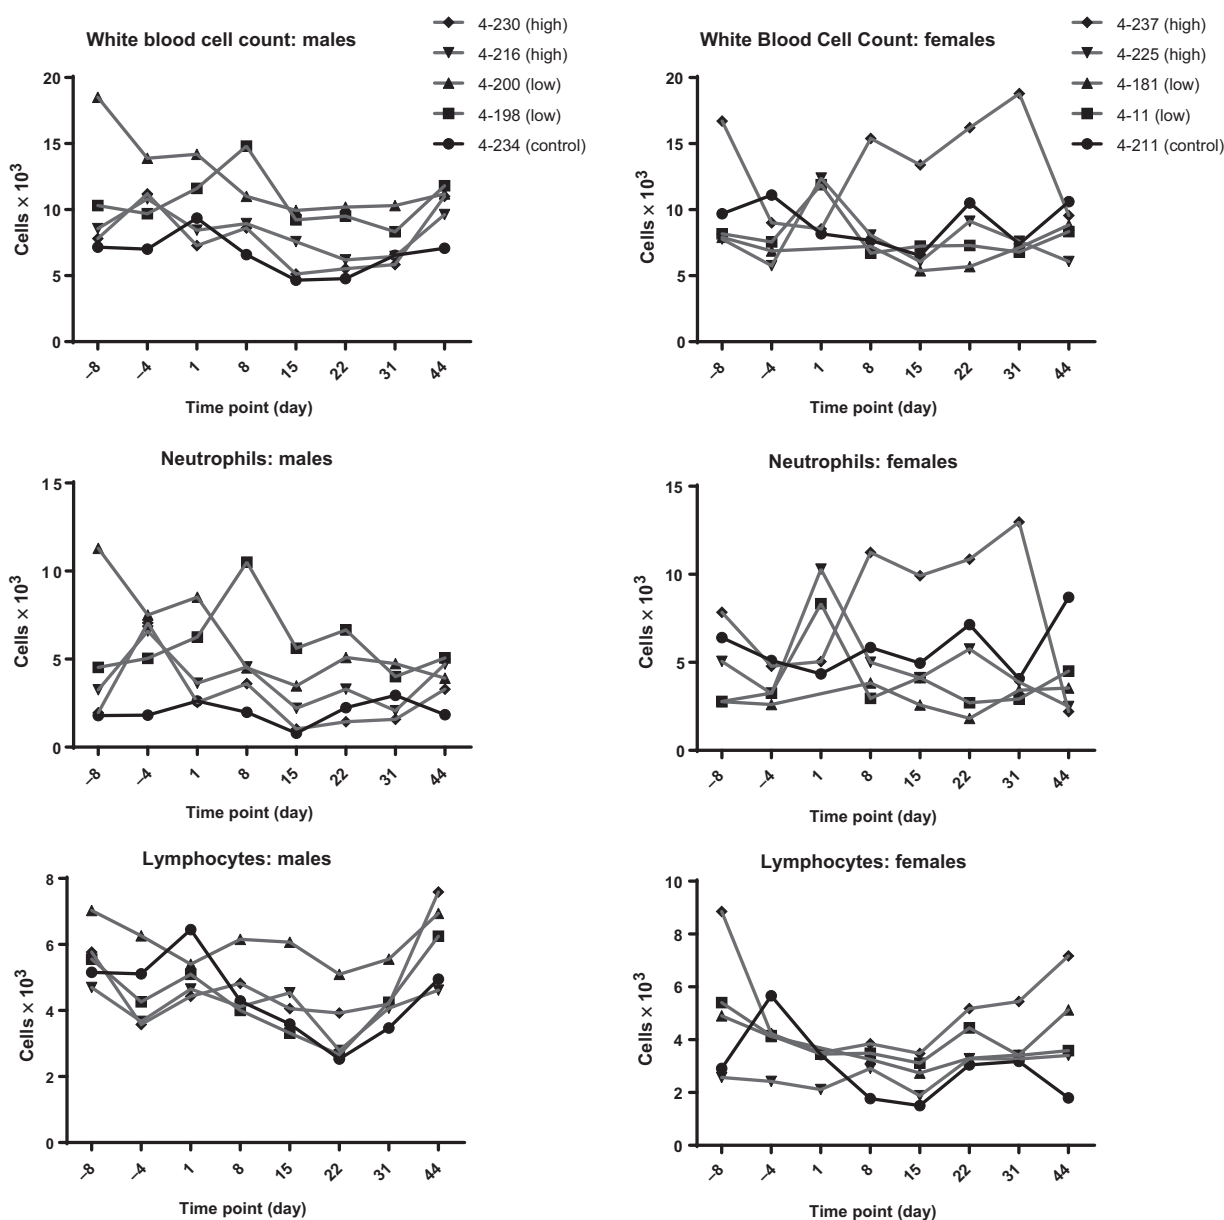 White blood cell count: males
4-230 (high)
4-216 (high)
4-200 (low)
4-198 (low)
4-234 (control)
20
15
10
5
0
Cells × 10³
–8 –4 1 8 15 22 31 44
Time point (day)
White Blood Cell Count: females
4-237 (high)
4-225 (high)
4-181 (low)
4-11 (low)
4-211 (control)
20
15
10
5
0
Cells × 10³
–8 –4 1 8 15 22 31 44
Time point (day)
Neutrophils: males
15
10
5
0
Cells × 10³
–8 –4 1 8 15 22 31 44
Time point (day)
Neutrophils: females
15
10
5
0
Cells × 10³
–8 –4 1 8 15 22 31 44
Time point (day)
Lymphocytes: males
8
6
4
2
0
Cells × 10³
–8 –4 1 8 15 22 31 44
Time point (day)
Lymphocytes: females
10
8
6
4
2
0
Cells × 10³
–8 –4 1 8 15 22 31 44
Time point (day)